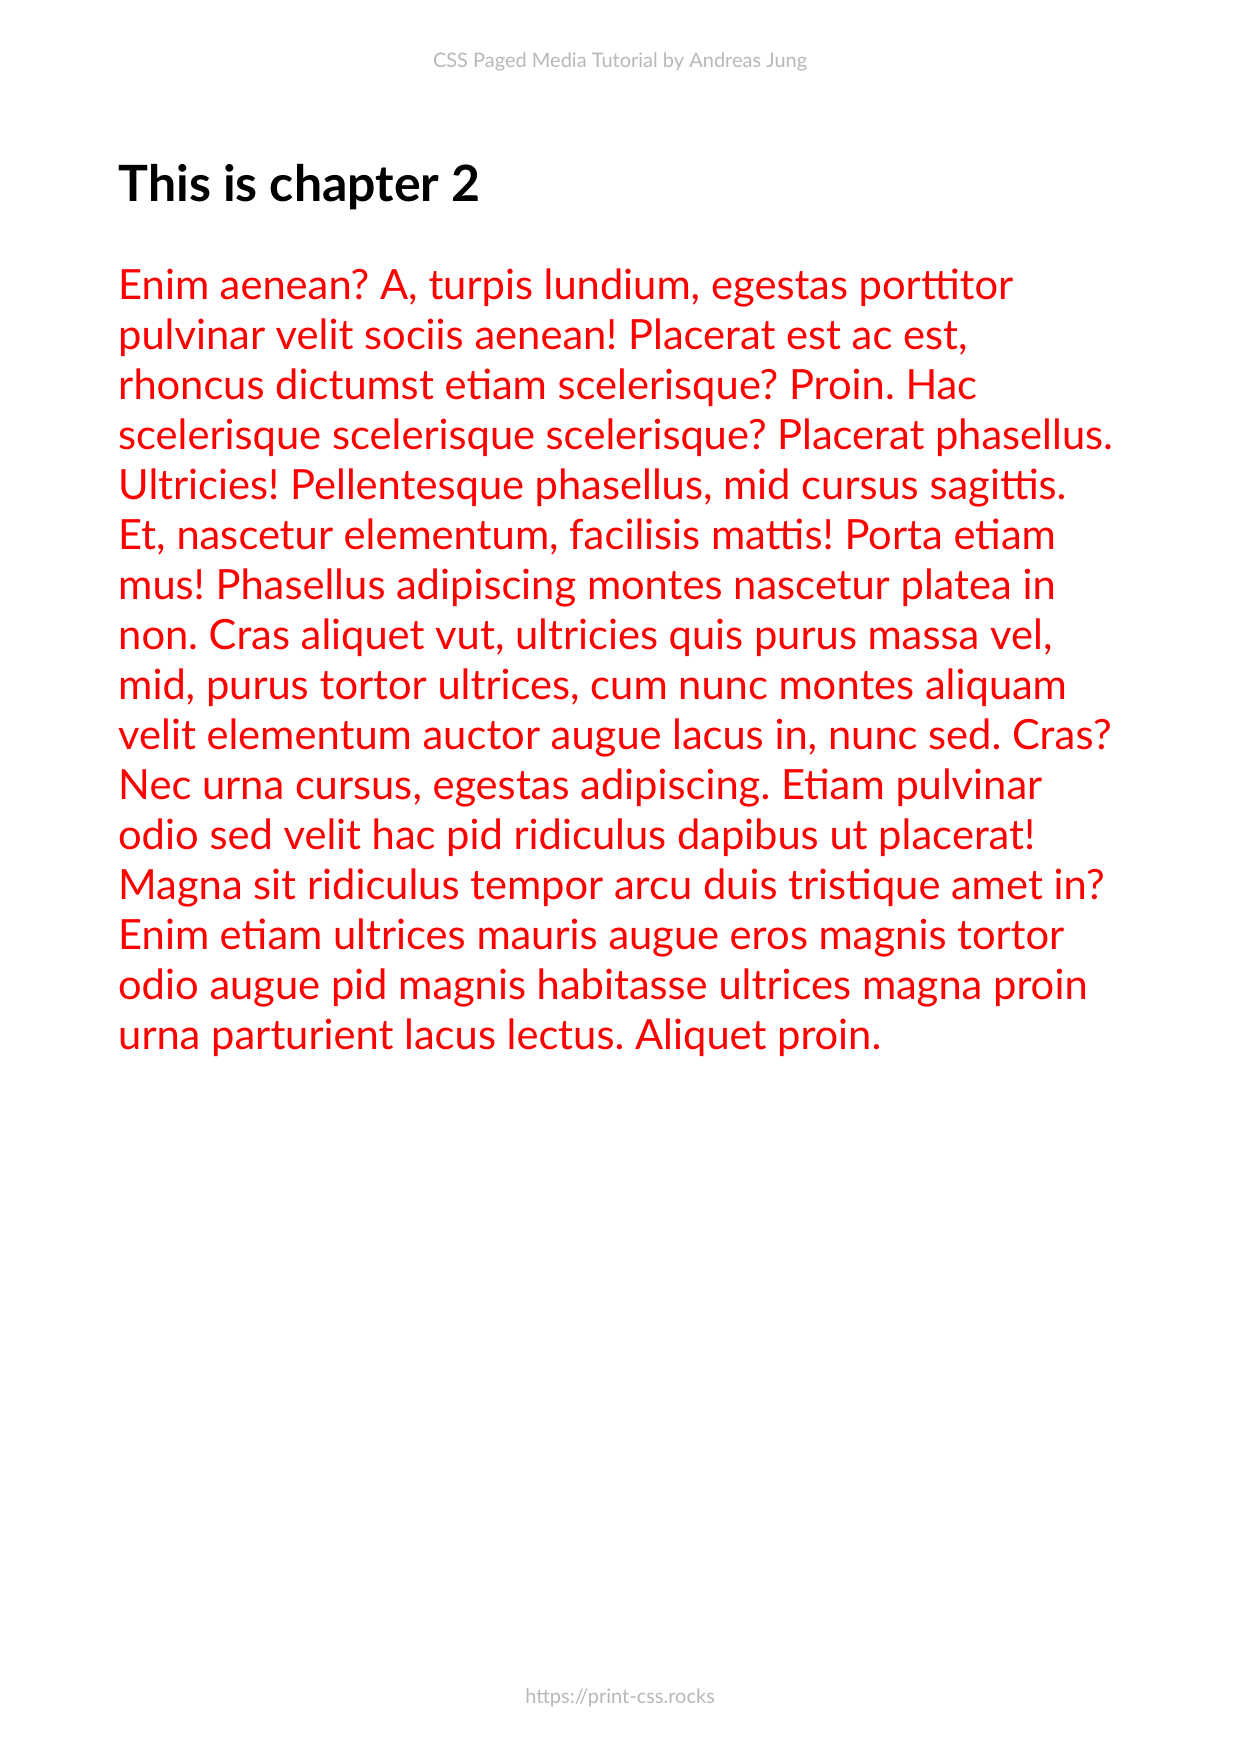 CSS Paged Media Tutorial by Andreas Jung
This is chapter 2
Enim aenean? A, turpis lundium, egestas porttitor
pulvinar velit sociis aenean! Placerat est ac est,
rhoncus dictumst etiam scelerisque? Proin. Hac
scelerisque scelerisque scelerisque? Placerat phasellus.
Ultricies! Pellentesque phasellus, mid cursus sagittis.
Et, nascetur elementum, facilisis mattis! Porta etiam
mus! Phasellus adipiscing montes nascetur platea in
non. Cras aliquet vut, ultricies quis purus massa vel,
mid, purus tortor ultrices, cum nunc montes aliquam
velit elementum auctor augue lacus in, nunc sed. Cras?
Nec urna cursus, egestas adipiscing. Etiam pulvinar
odio sed velit hac pid ridiculus dapibus ut placerat!
Magna sit ridiculus tempor arcu duis tristique amet in?
Enim etiam ultrices mauris augue eros magnis tortor
odio augue pid magnis habitasse ultrices magna proin
urna parturient lacus lectus. Aliquet proin.
https://print-css.rocks